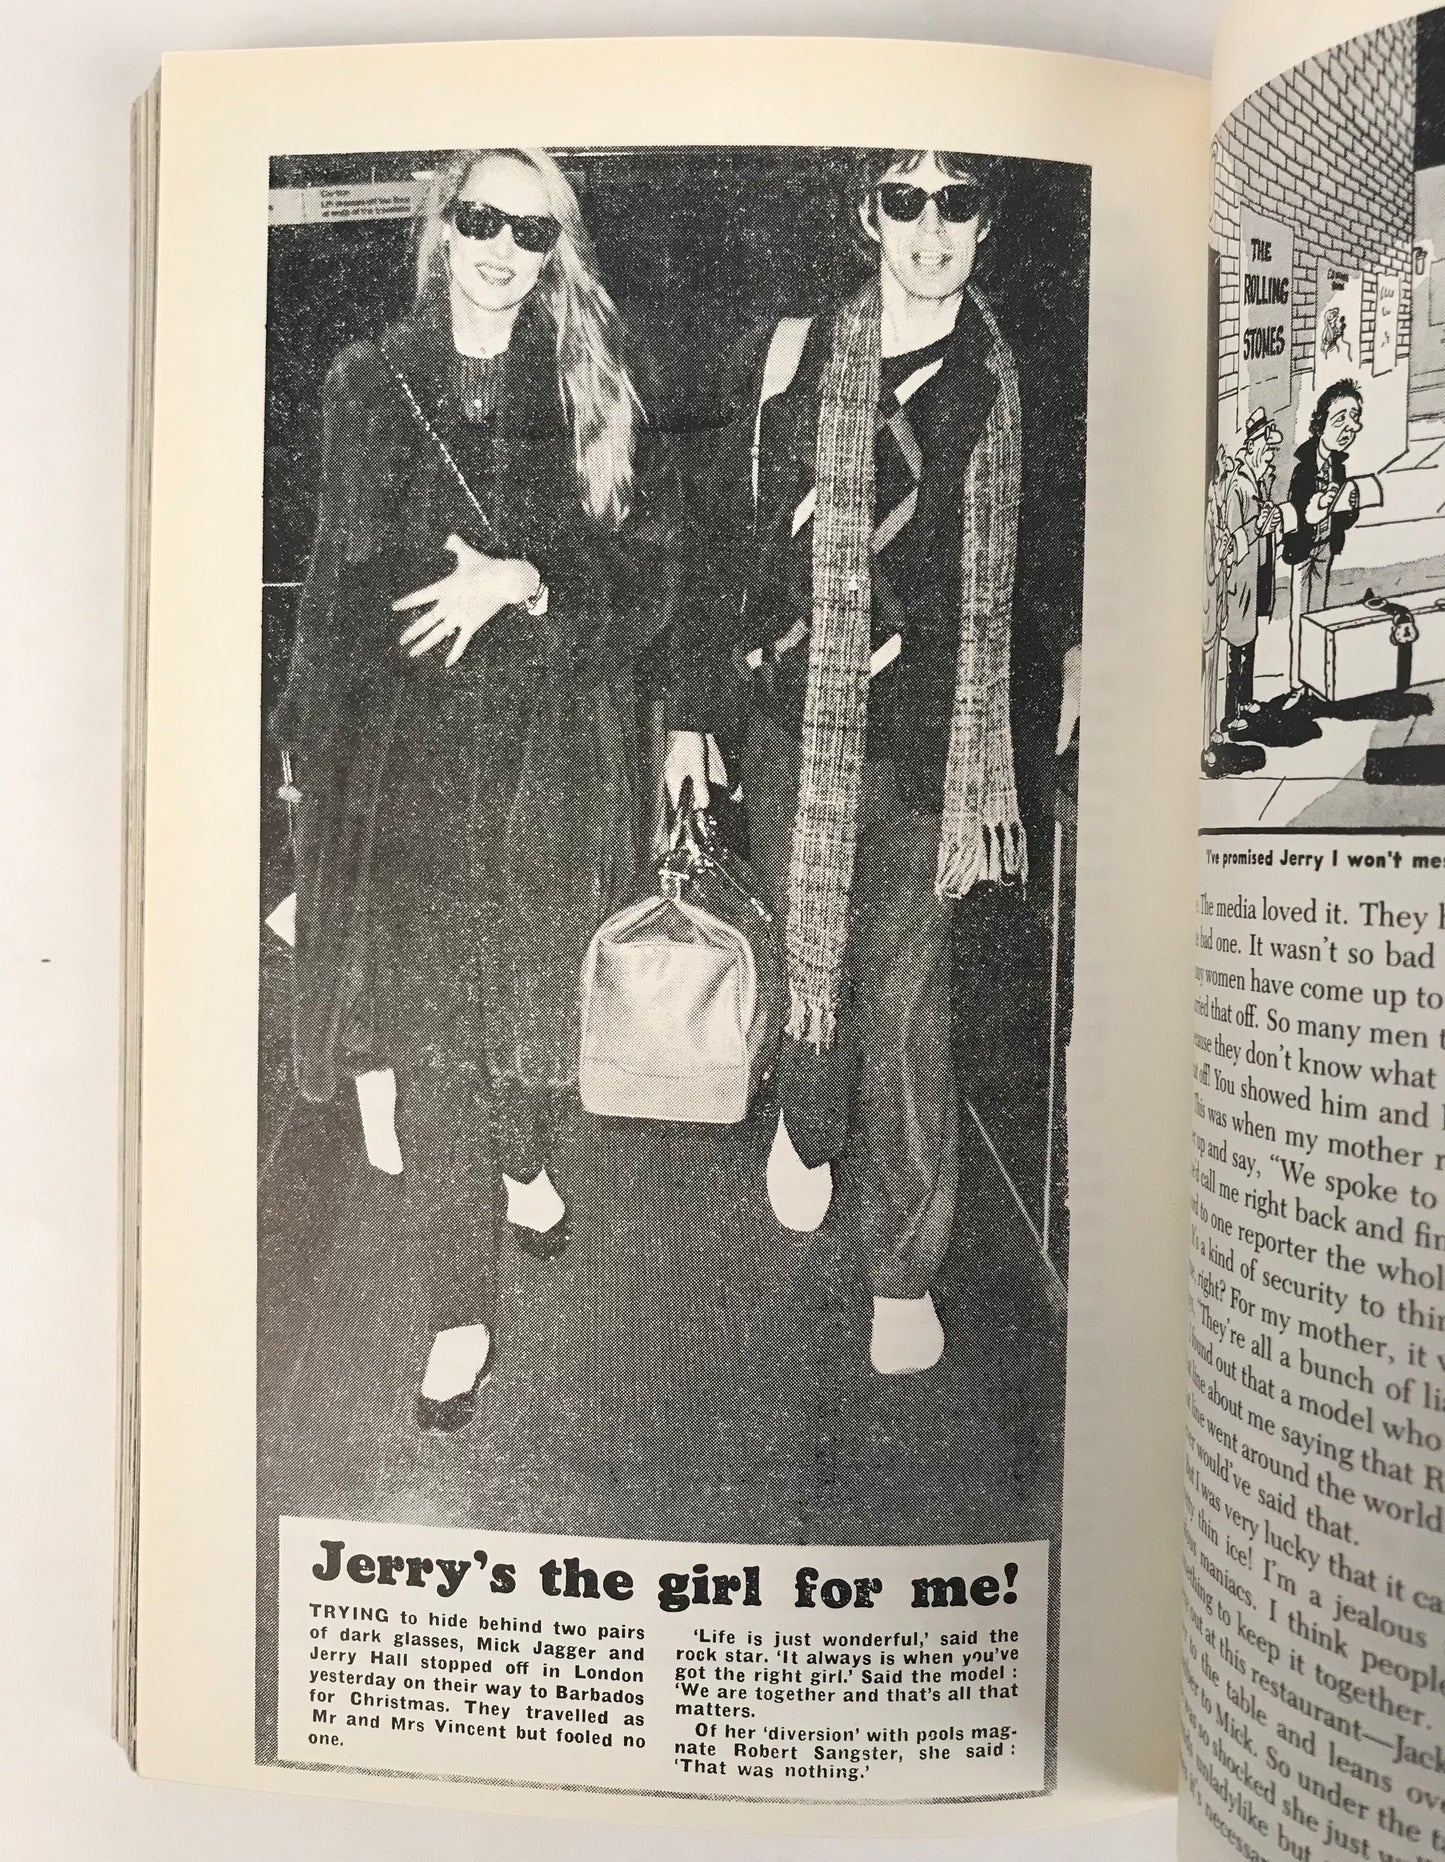 Jerry's the girl for me!
TRYING to hide behind two pairs
of dark glasses, Mick Jagger and
Jerry Hall stopped off in London
yesterday on their way to Barbados
for Christmas. They travelled as
Mr and Mrs Vincent but fooled no
one.
'Life is just wonderful,' said the
rock star. 'It always is when you've
got the right girl.' Said the model :
'We are together and that's all that
matters.
Of her 'diversion' with pools mag-
nate Robert Sangster, she said :
'That was nothing.'
THE
ROLLING
STONES
'I've promised Jerry I won't
The media loved it. They
bad one. It wasn't so bad
women have come up to
that off. So many men
they don't know what
off! You showed him and
This was when my mother
up and say, "We spoke to
call me right back and
to one reporter the
a kind of security to
right? For my mother, it
They're all a bunch of
found out that a model who
line about me saying that
line went around the world
would've said that.
But I was very lucky that it
thin ice! I'm a jealous
maniacs. I think
to keep it together.
out at this restaurant—
to the table and leans
to Mick. So under the
was so shocked she just
unladylike but
it's